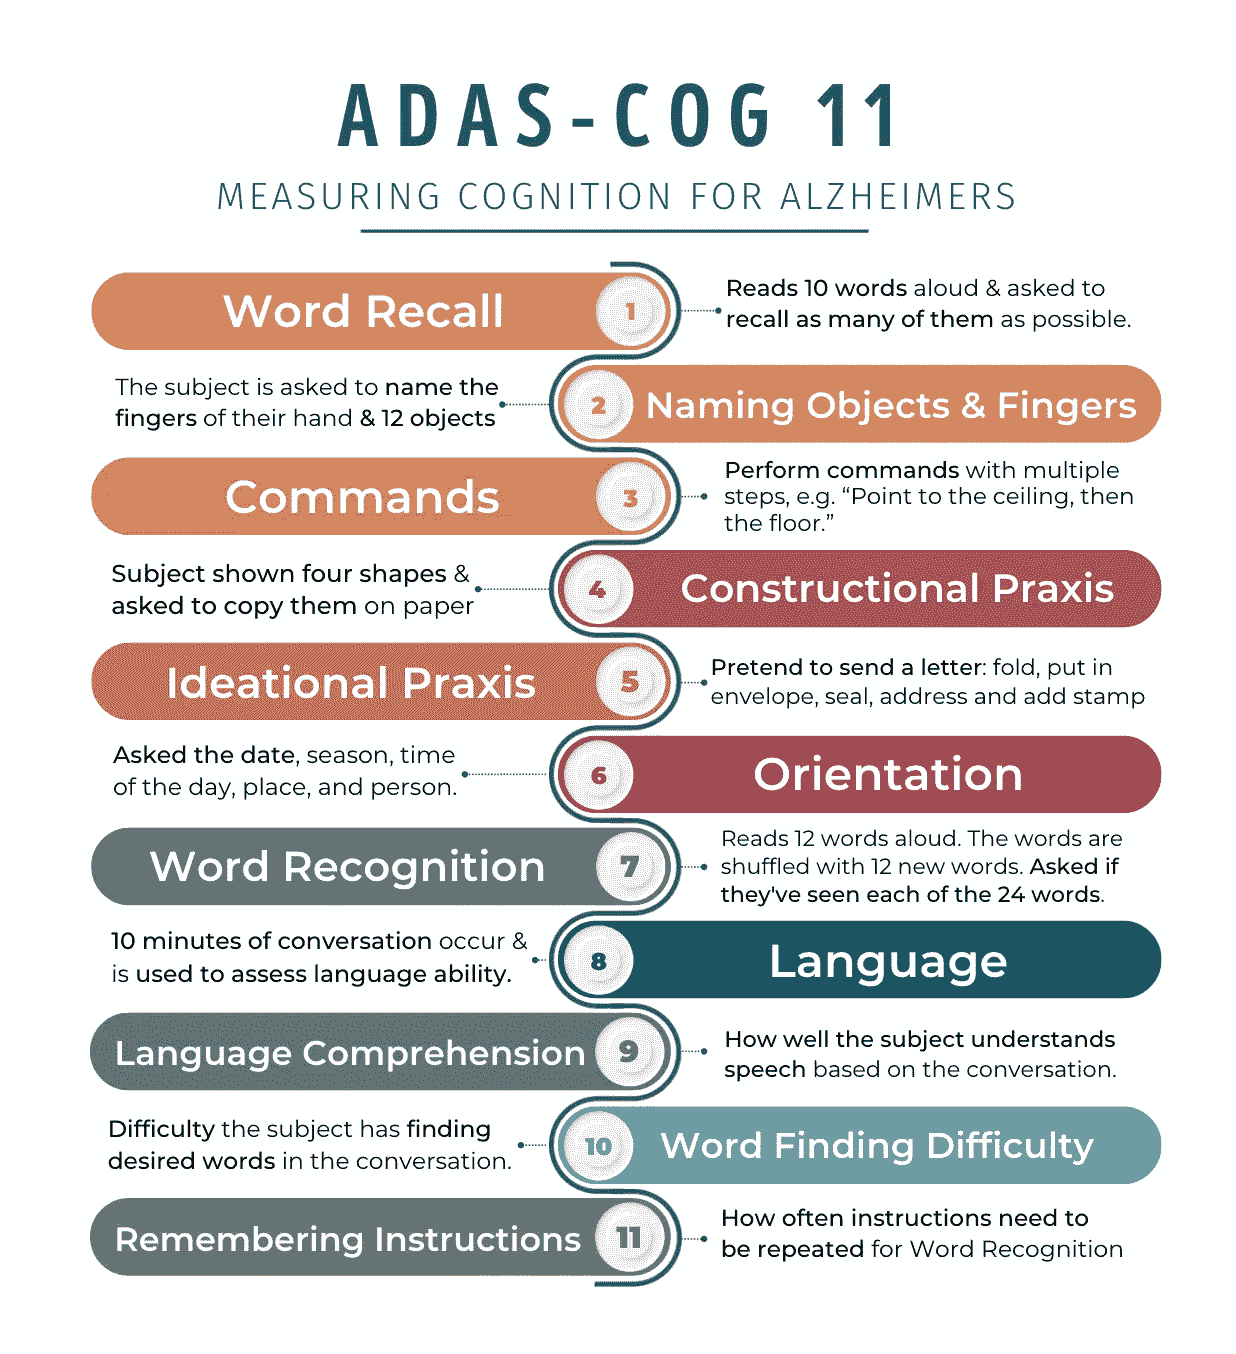 ADAS-COG 11
MEASURING COGNITION FOR ALZHEIMERS
Word Recall
1
Reads 10 words aloud & asked to
recall as many of them as possible.
The subject is asked to name the
fingers of their hand & 12 objects
2
Naming Objects & Fingers
Commands
3
Perform commands with multiple
steps, e.g. “Point to the ceiling, then
the floor.”
Subject shown four shapes &
asked to copy them on paper
4
Constructional Praxis
Ideational Praxis
5
Pretend to send a letter: fold, put in
envelope, seal, address and add stamp
Asked the date, season, time
of the day, place, and person.
6
Orientation
Word Recognition
7
Reads 12 words aloud. The words are
shuffled with 12 new words. Asked if
they've seen each of the 24 words.
10 minutes of conversation occur &
is used to assess language ability.
8
Language
Language Comprehension
9
How well the subject understands
speech based on the conversation.
Difficulty the subject has finding
desired words in the conversation.
10
Word Finding Difficulty
Remembering Instructions
11
How often instructions need to
be repeated for Word Recognition